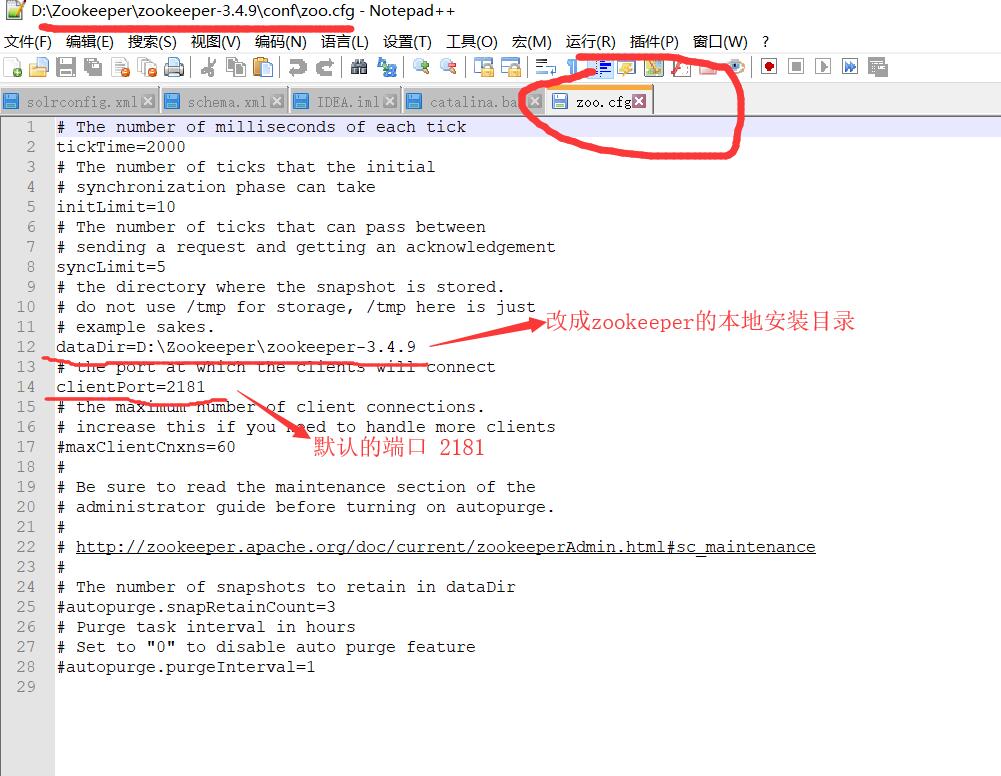 D:\Zookeeper\zookeeper-3.4.9\conf\zoo.cfg - Notepad++
文件(F) 编辑(E) 搜索(S) 视图(V) 编码(N) 语言(L) 设置(T) 工具(O) 宏(M) 运行(R) 插件(P) 窗口(W) ?
solrconfig.xml schema.xml IDEA.iml catalina.ba zoo.cfg
1 # The number of milliseconds of each tick
2 tickTime=2000
3 # The number of ticks that the initial
4 # synchronization phase can take
5 initLimit=10
6 # The number of ticks that can pass between
7 # sending a request and getting an acknowledgement
8 syncLimit=5
9 # the directory where the snapshot is stored.
10 # do not use /tmp for storage, /tmp here is just
11 # example sakes.
改成zookeeper的本地安装目录
12 dataDir=D:\Zookeeper\zookeeper-3.4.9
13 # the port at which the clients will connect
14 clientPort=2181
15 # the maximum number of client connections.
16 # increase this if you need to handle more clients
17 #maxClientCnxns=60
默认的端口 2181
18 #
19 # Be sure to read the maintenance section of the
20 # administrator guide before turning on autopurge.
21 #
22 # http://zookeeper.apache.org/doc/current/zookeeperAdmin.html#sc_maintenance
23 #
24 # The number of snapshots to retain in dataDir
25 #autopurge.snapRetainCount=3
26 # Purge task interval in hours
27 # Set to "0" to disable auto purge feature
28 #autopurge.purgeInterval=1
29